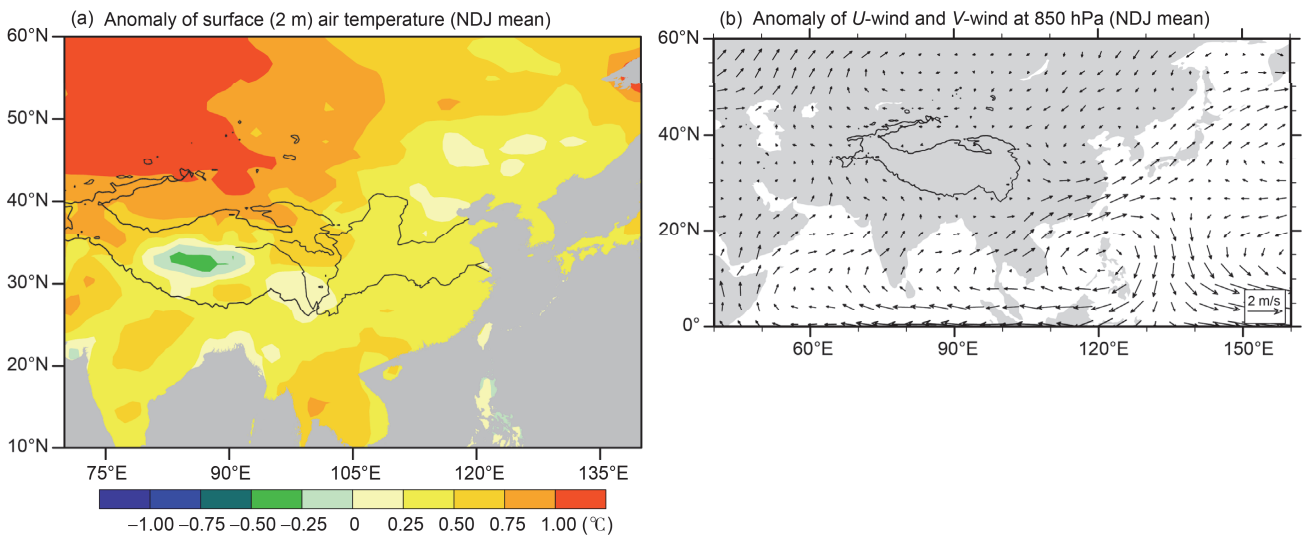 (a) Anomaly of surface (2 m) air temperature (NDJ mean)
60°N
50°N
40°N
30°N
20°N
10°N
75°E 90°E 105°E 120°E 135°E
−1.00 −0.75 −0.50 −0.25 0 0.25 0.50 0.75 1.00 (℃)
(b) Anomaly of U-wind and V-wind at 850 hPa (NDJ mean)
60°N
40°N
20°N
0°
2 m/s
60°E 90°E 120°E 150°E